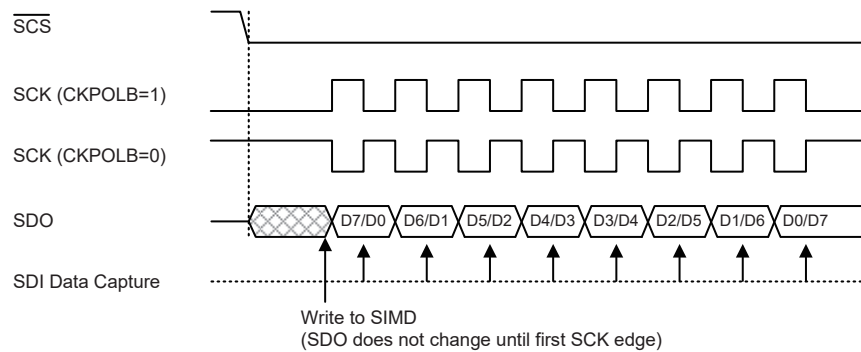 SCS
SCK (CKPOLB=1)
SCK (CKPOLB=0)
SDO
D7/D0 D6/D1 D5/D2 D4/D3 D3/D4 D2/D5 D1/D6 D0/D7
SDI Data Capture
Write to SIMD
(SDO does not change until first SCK edge)